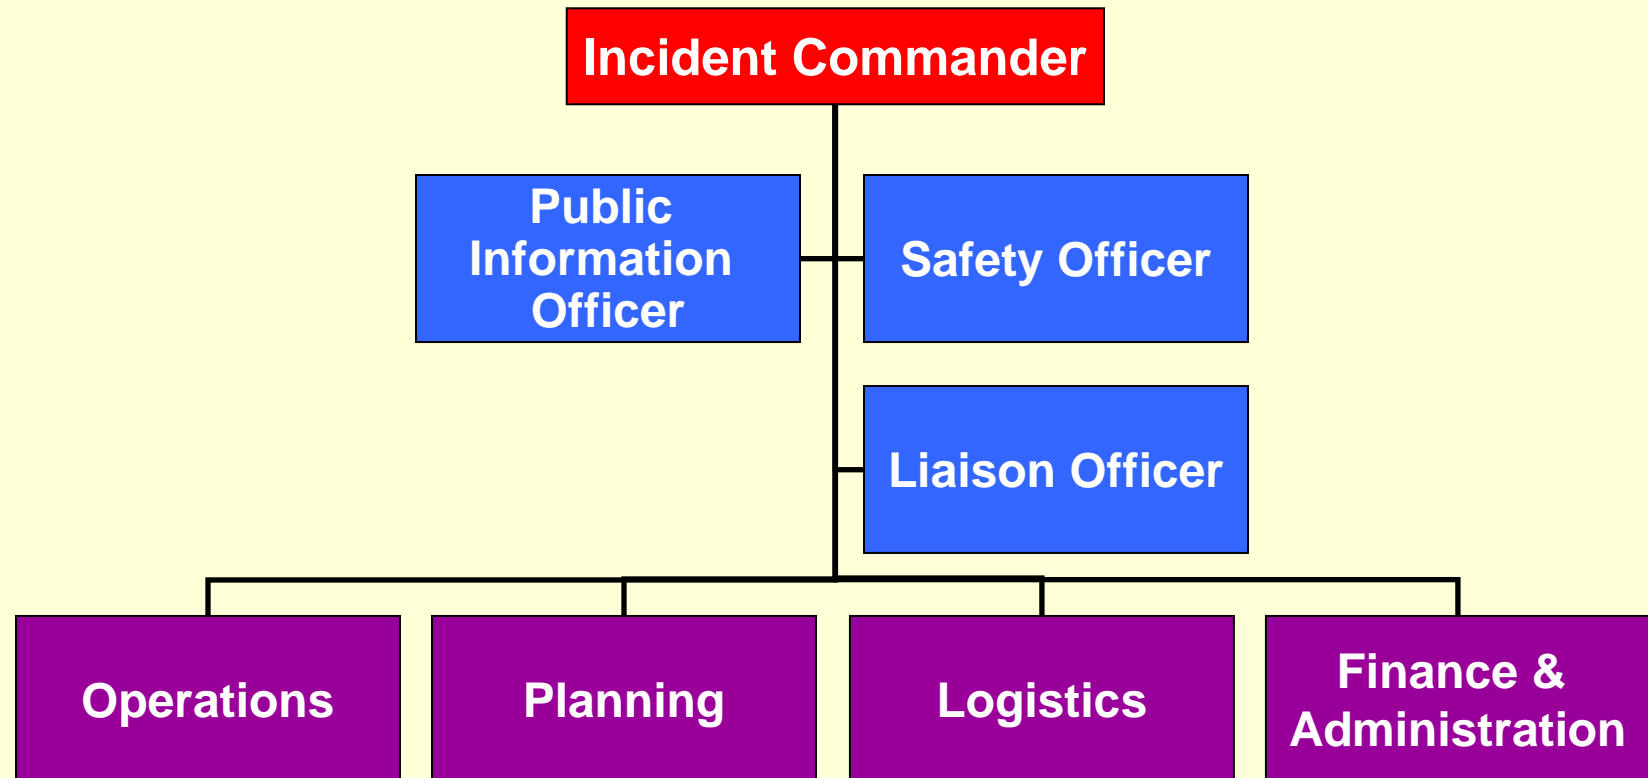 Incident Commander
Public
Information
Officer
Safety Officer
Liaison Officer
Operations
Planning
Logistics
Finance &
Administration